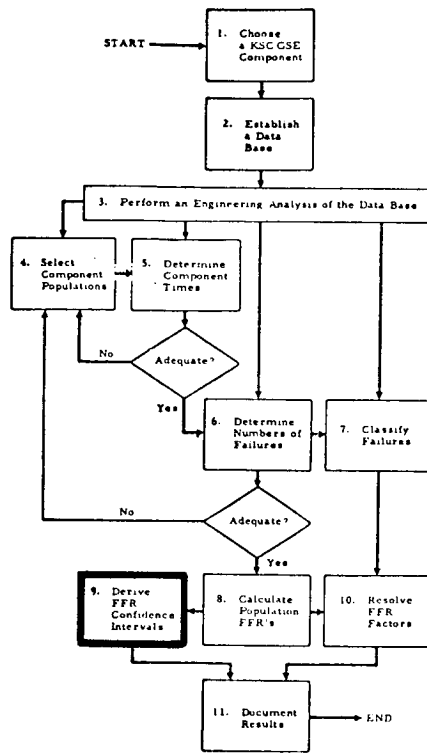 START
1. Choose
a KSC GSE
Component
2. Establish
a Data
Base
3. Perform an Engineering Analysis of the Data Base
4. Select
Component
Populations
5. Determine
Component
Times
No
Adequate?
Yes
6. Determine
Numbers of
Failures
7. Classify
Failures
No
Adequate?
Yes
9. Derive
FFR
Confidence
Intervals
8. Calculate
Population
FFR's
10. Resolve
FFR
Factors
11. Document
Results
END